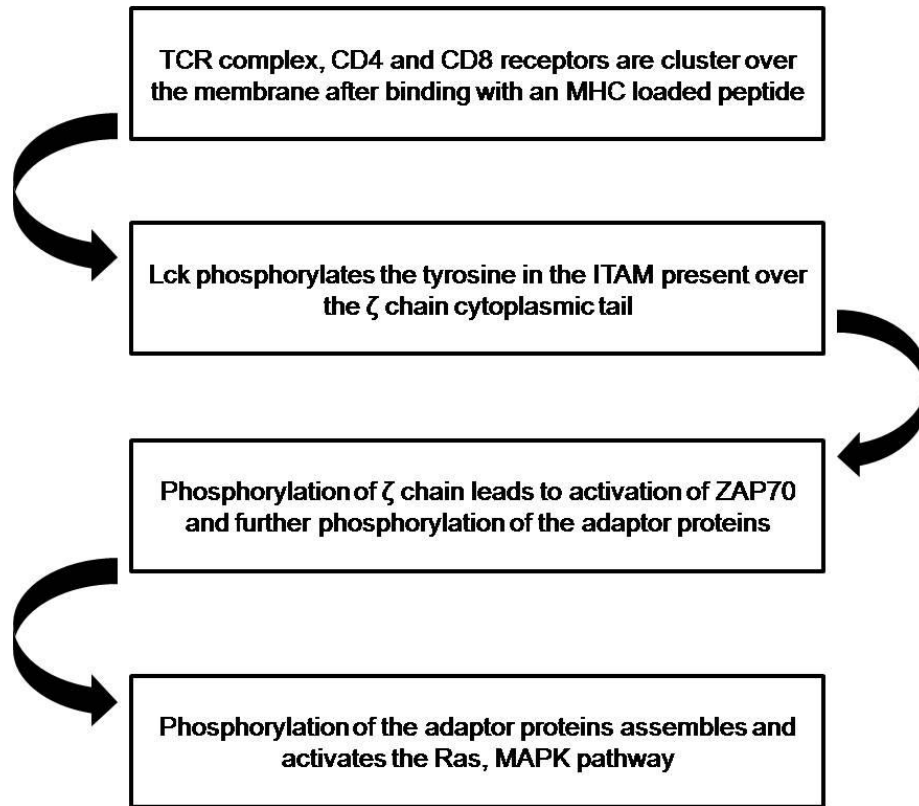 TCR complex, CD4 and CD8 receptors are cluster over
the membrane after binding with an MHC loaded peptide
Lck phosphorylates the tyrosine in the ITAM present over
the ζ chain cytoplasmic tail
Phosphorylation of ζ chain leads to activation of ZAP70
and further phosphorylation of the adaptor proteins
Phosphorylation of the adaptor proteins assembles and
activates the Ras, MAPK pathway